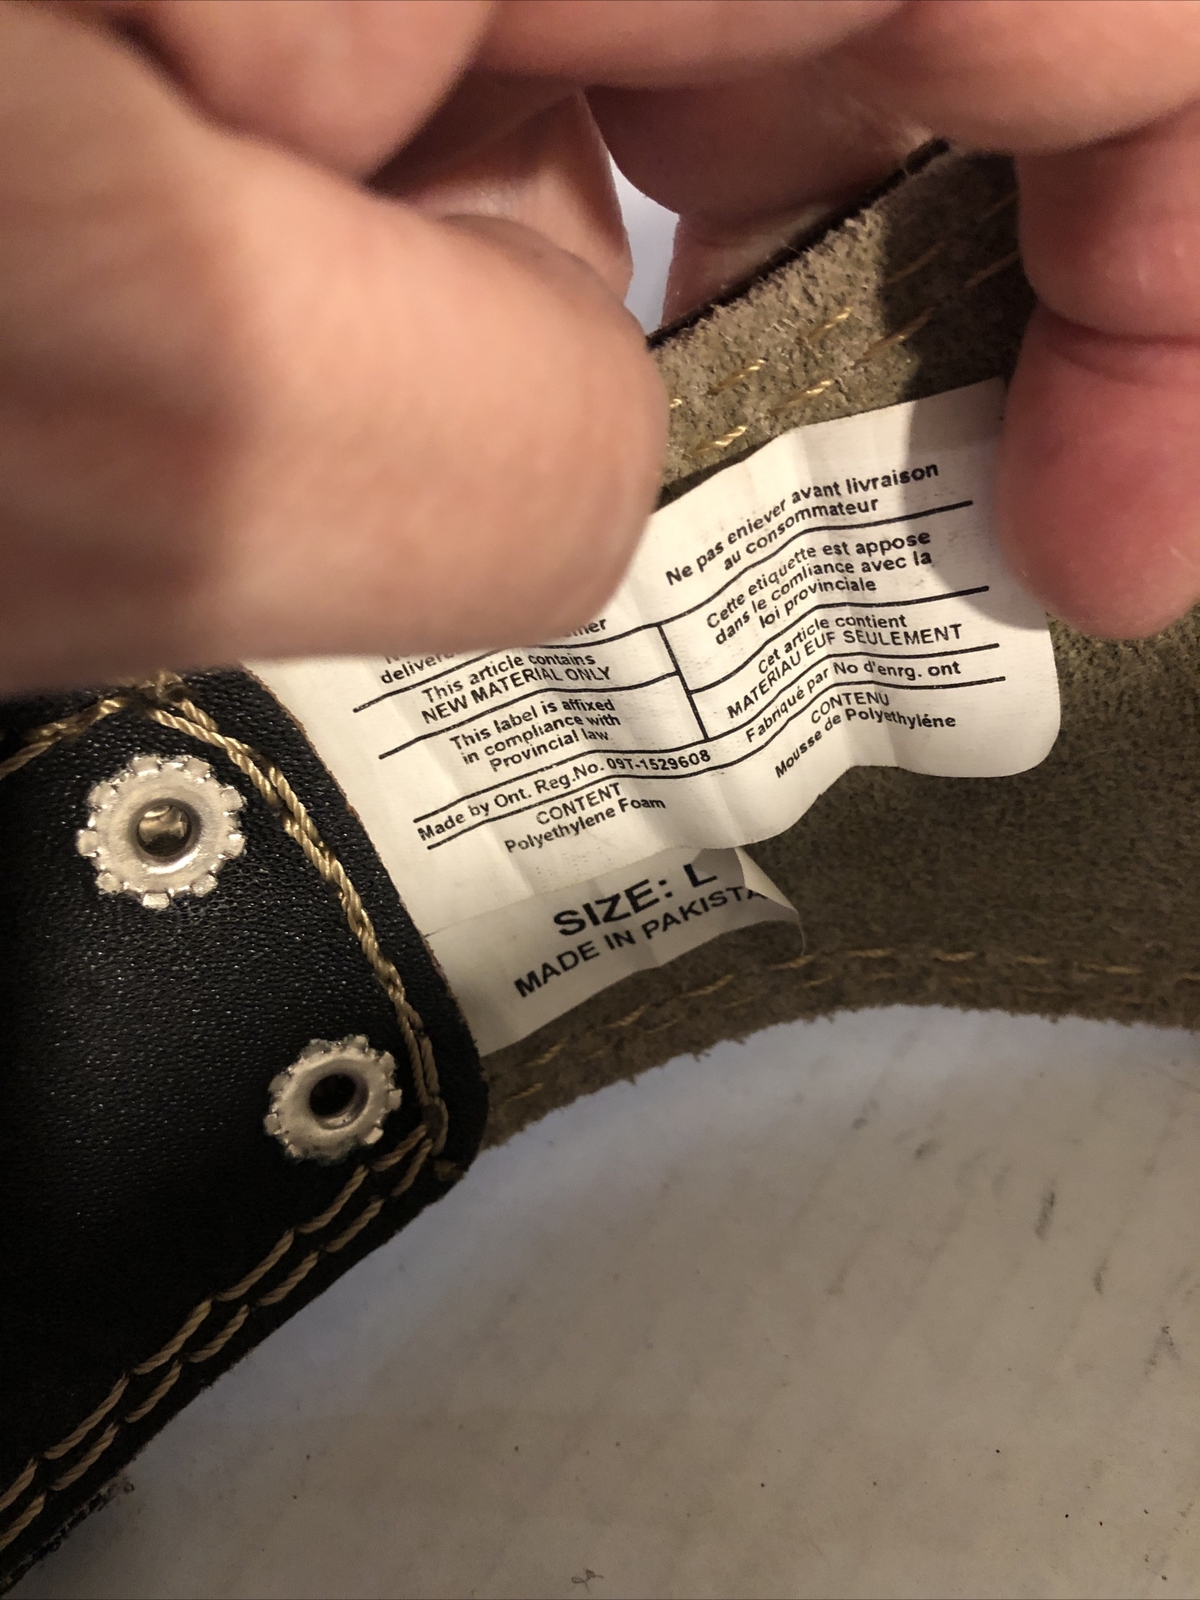 This article contains
NEW MATERIAL ONLY
This label is affixed
in compliance with
Provincial law
Made by Ont. Reg.No. 09T-1529608
CONTENT
Polyethylene Foam
Ne pas eniever avant livraison
au consommateur
Cette etiquette est appose
dans le comliance avec la
loi provinciale
Cet article contient
MATERIAU EUF SEULEMENT
Fabriqué par No d'enrg. ont
CONTENU
Mousse de Polyethyléne
SIZE: L
MADE IN PAKISTA